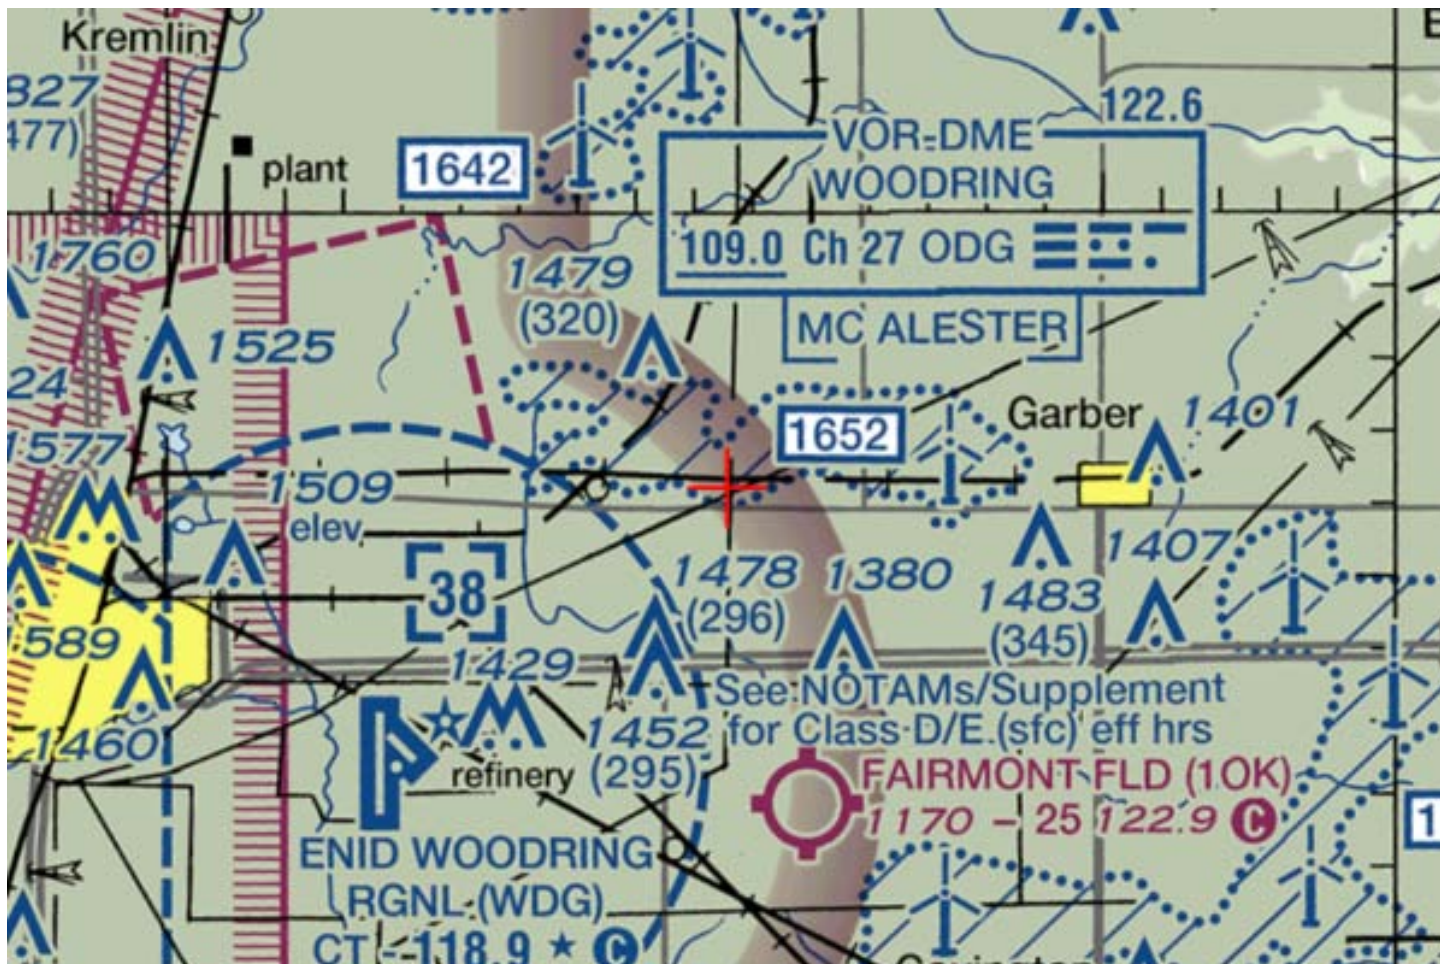 Kremlin
827
477)
plant
1642
122.6
VOR-DME
WOODRING
109.0 Ch 27 ODG
MC ALESTER
1760
1479
(320)
1525
24
1577
1652
Garber
1401
1509
elev
38
1478
(296)
1380
1483
(345)
1407
1589
1429
1460
1452
(295)
refinery
See NOTAMs/Supplement
for Class D/E (sfc) eff hrs
FAIRMONT FLD (1OK)
1170 - 25 122.9 C
ENID WOODRING
RGNL (WDG)
CT - 118.9 ★ C